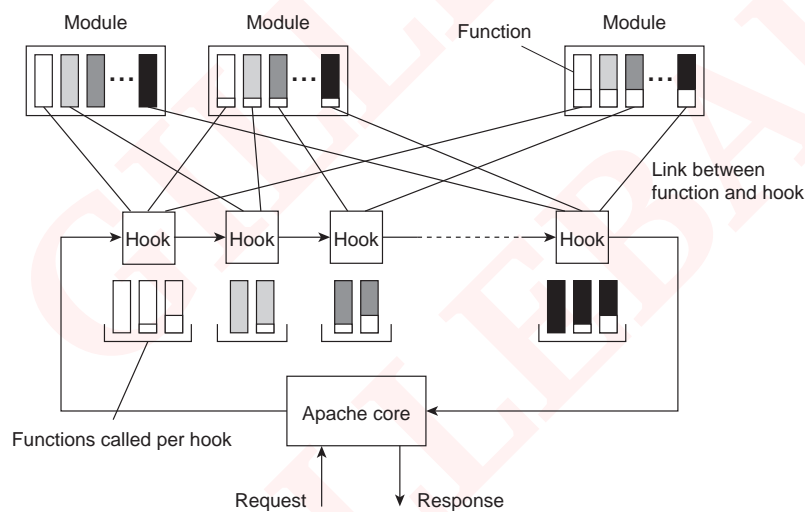 Module
Module
Module
Function
Link between
function and hook
Hook
Hook
Hook
Hook
Functions called per hook
Apache core
Request
Response